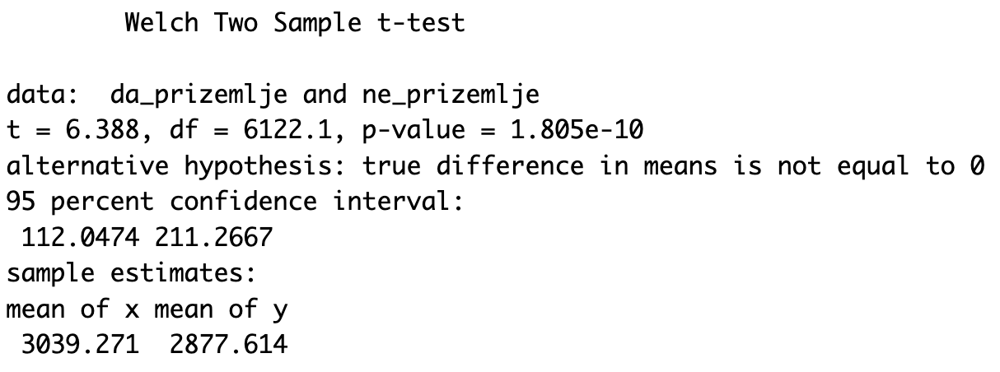 Welch Two Sample t-test
data:  da_prizemlje and ne_prizemlje
t = 6.388, df = 6122.1, p-value = 1.805e-10
alternative hypothesis: true difference in means is not equal to 0
95 percent confidence interval:
 112.0474 211.2667
sample estimates:
mean of x mean of y
 3039.271  2877.614